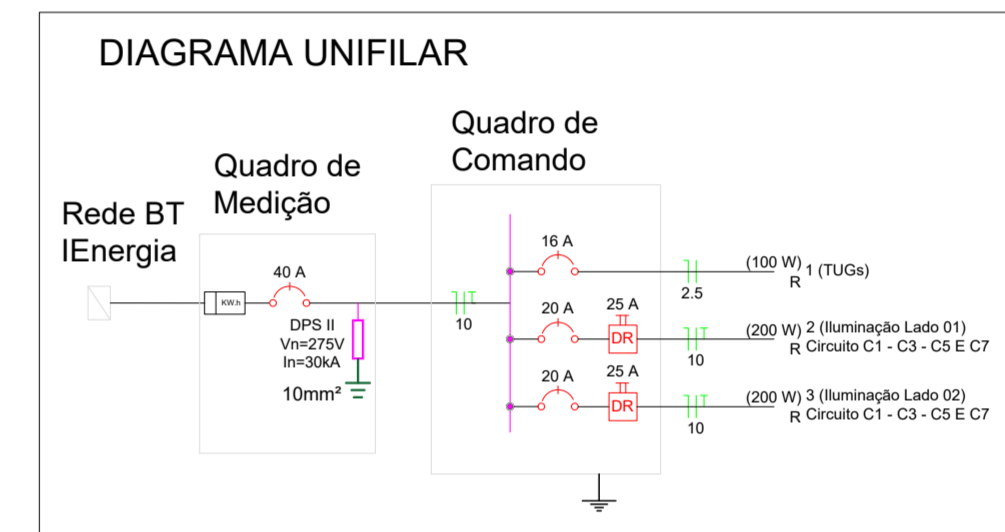 DIAGRAMA UNIFILAR
Rede BT
IEnergia
Quadro de
Medição
KW.h
40 A
DPS II
Vn=275V
In=30kA
10mm²
10
Quadro de
Comando
16 A
2.5
(100 W)
R
1 (TUGs)
20 A
25 A
DR
10
(200 W)
R
2 (Iluminação Lado 01)
Circuito C1 - C3 - C5 E C7
20 A
25 A
DR
10
(200 W)
R
3 (Iluminação Lado 02)
Circuito C1 - C3 - C5 E C7